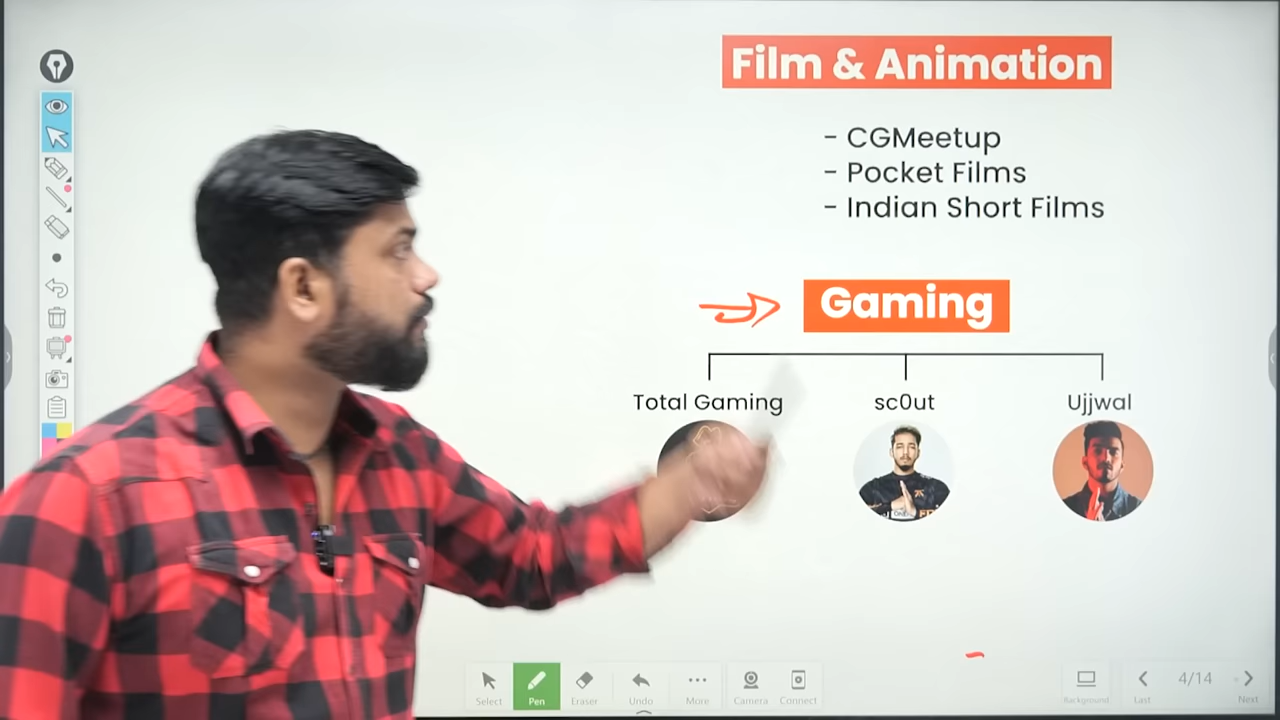 Film & Animation
- CGMeetup
- Pocket Films
- Indian Short Films
Gaming
Total Gaming
sc0ut
Ujjwal
Select
Pen
Eraser
Undo
More
Camera
Connect
Background
Last
4/14
Next